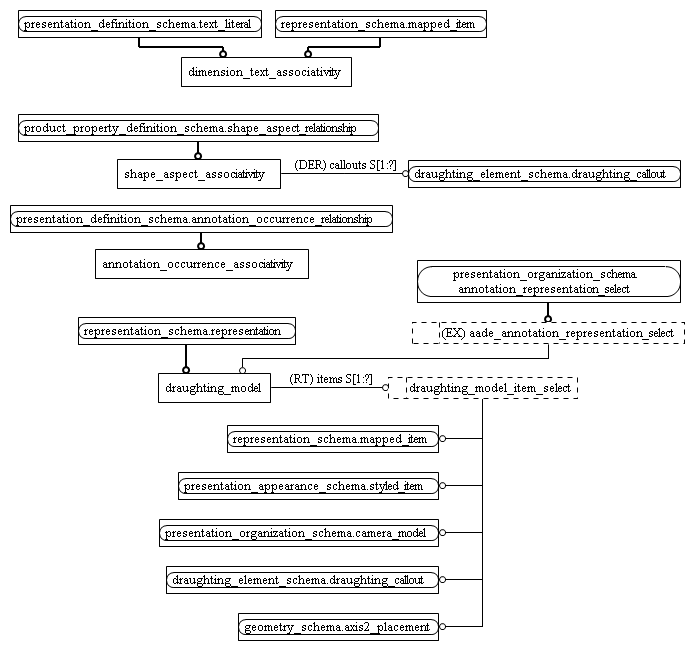 presentation_definition_schema.text_literal
representation_schema.mapped_item
dimension_text_associativity
product_property_definition_schema.shape_aspect_relationship
shape_aspect_associativity
(DER) callouts S[1:?]
draughting_element_schema.draughting_callout
presentation_definition_schema.annotation_occurrence_relationship
annotation_occurrence_associativity
presentation_organization_schema.
annotation_representation_select
representation_schema.representation
(EX) aade_annotation_representation_select
draughting_model
(RT) items S[1:?]
draughting_model_item_select
representation_schema.mapped_item
presentation_appearance_schema.styled_item
presentation_organization_schema.camera_model
draughting_element_schema.draughting_callout
geometry_schema.axis2_placement